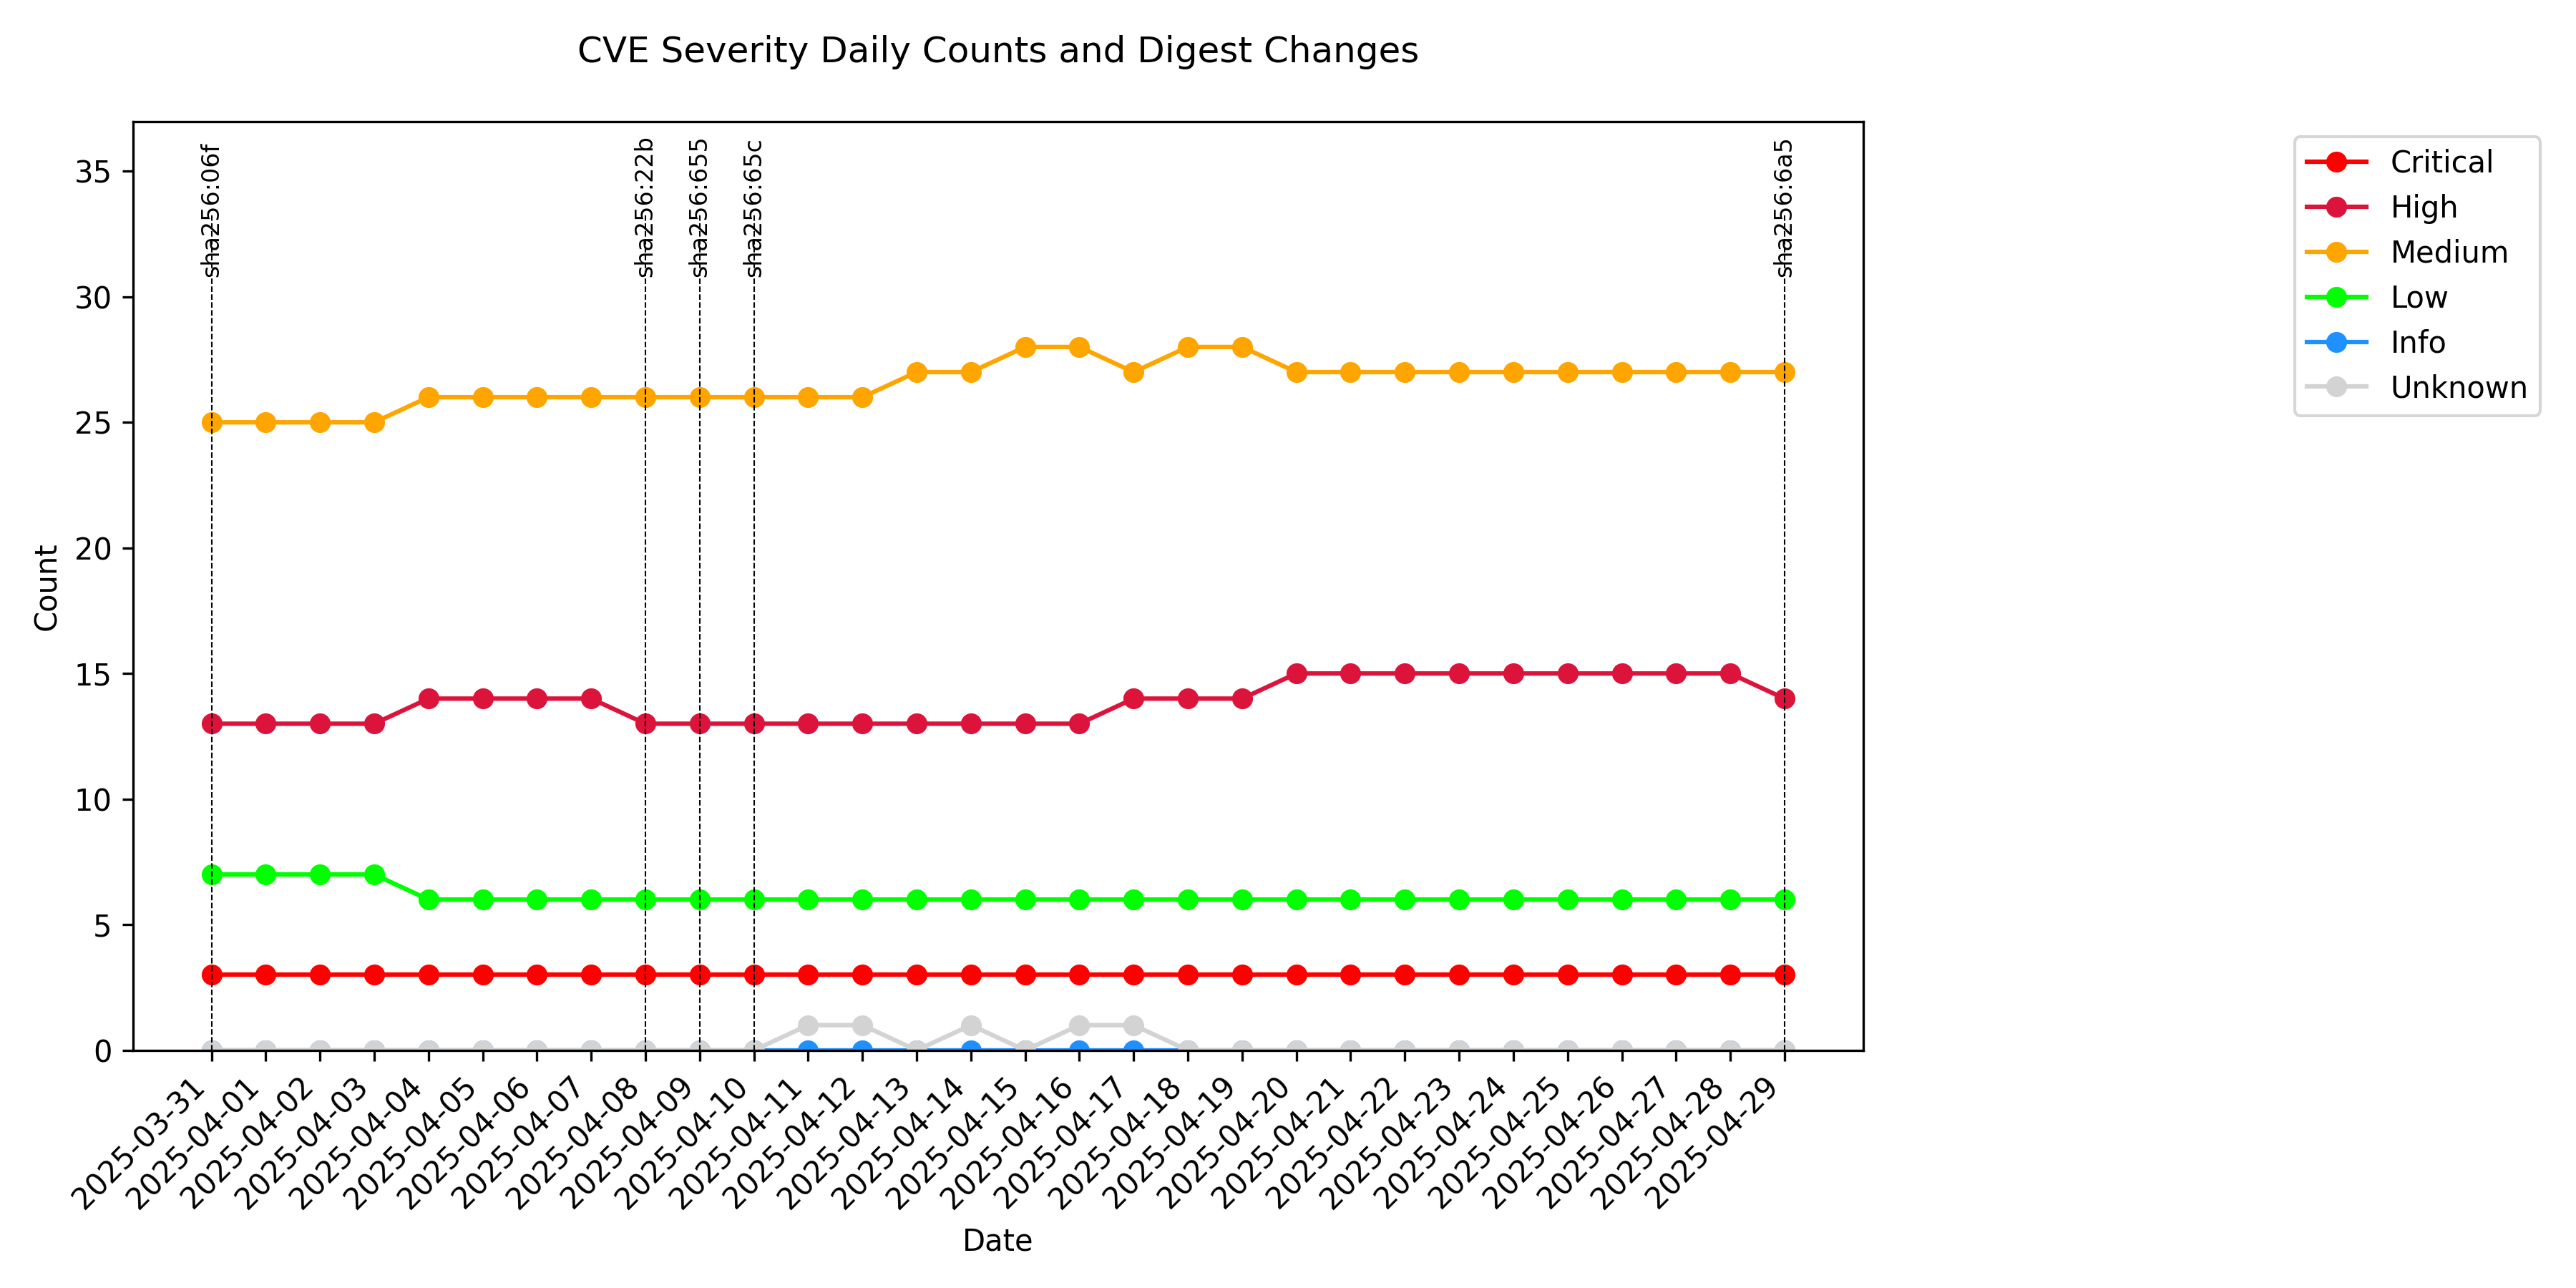 CVE Severity Daily Counts and Digest Changes
sha256:06f
sha256:22b
sha256:655
sha256:65c
sha256:6a5
Critical
High
Medium
Low
Info
Unknown
Count
35
30
25
20
15
10
5
0
2025-03-31
2025-04-01
2025-04-02
2025-04-03
2025-04-04
2025-04-05
2025-04-06
2025-04-07
2025-04-08
2025-04-09
2025-04-10
2025-04-11
2025-04-12
2025-04-13
2025-04-14
2025-04-15
2025-04-16
2025-04-17
2025-04-18
2025-04-19
2025-04-20
2025-04-21
2025-04-22
2025-04-23
2025-04-24
2025-04-25
2025-04-26
2025-04-27
2025-04-28
2025-04-29
Date